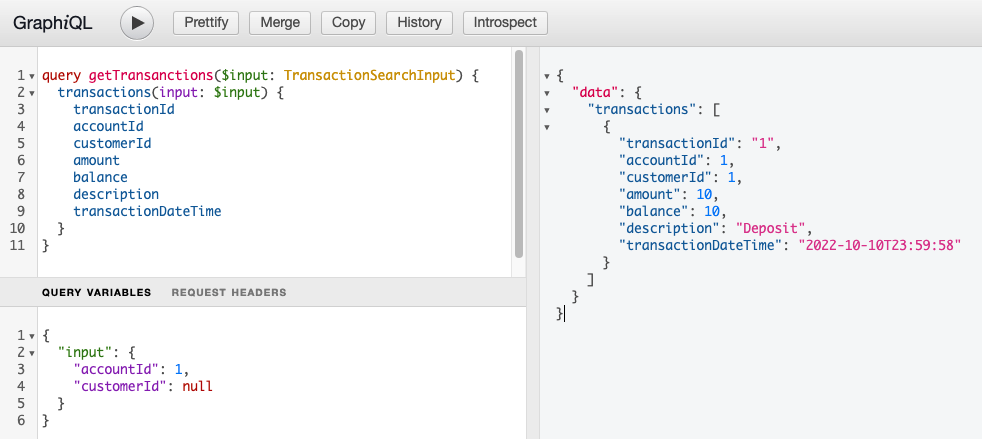 GraphiQL Prettify Merge Copy History Introspect
1 query getTransanctions($input: TransactionSearchInput) {
2 transactions(input: $input) {
3 transactionId
4 accountId
5 customerId
6 amount
7 balance
8 description
9 transactionDateTime
10 }
11 }
QUERY VARIABLES REQUEST HEADERS
1 {
2 "input": {
3 "accountId": 1,
4 "customerId": null
5 }
6 }
{
"data": {
"transactions": [
{
"transactionId": "1",
"accountId": 1,
"customerId": 1,
"amount": 10,
"balance": 10,
"description": "Deposit",
"transactionDateTime": "2022-10-10T23:59:58"
}
]
}
}